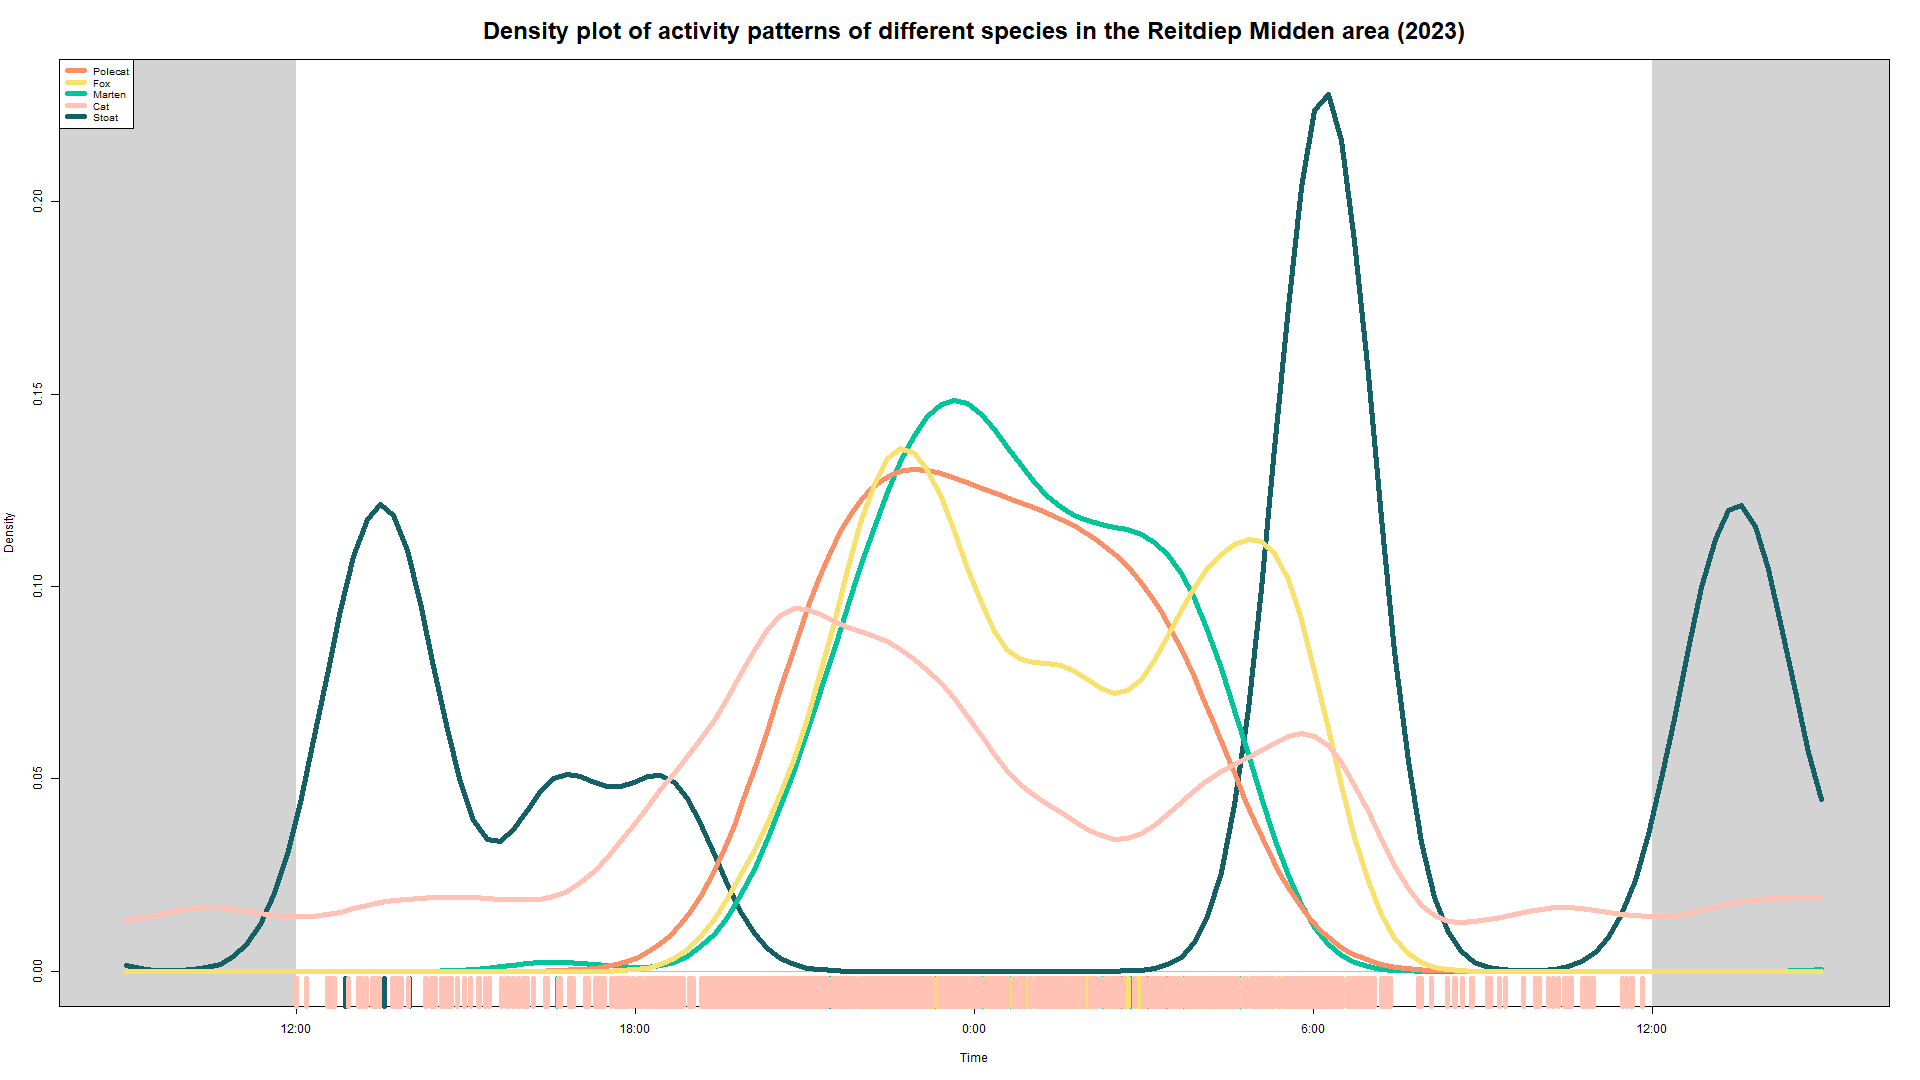 Density plot of activity patterns of different species in the Reitdiep Midden area (2023)
Polecat
Fox
Marten
Cat
Stoat
Density
0.20
0.15
0.10
0.05
0.00
12:00
18:00
0:00
6:00
12:00
Time